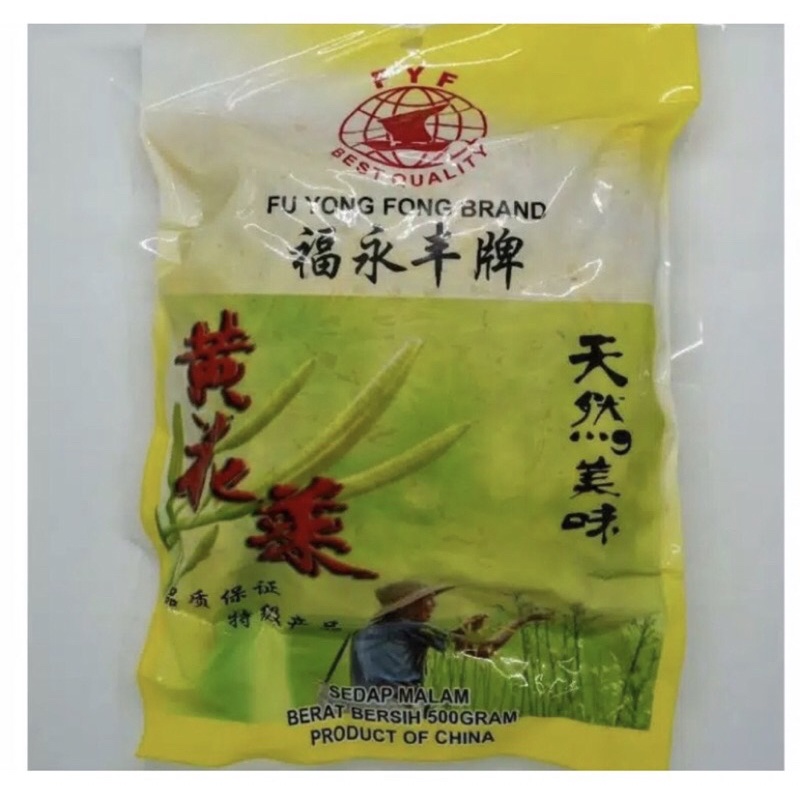 FYF
BEST QUALITY
FU YONG FONG BRAND
福永丰牌
黄花菜
天然美味
品质保证
特级产品
SEDAP MALAM
BERAT BERSIH 500GRAM
PRODUCT OF CHINA